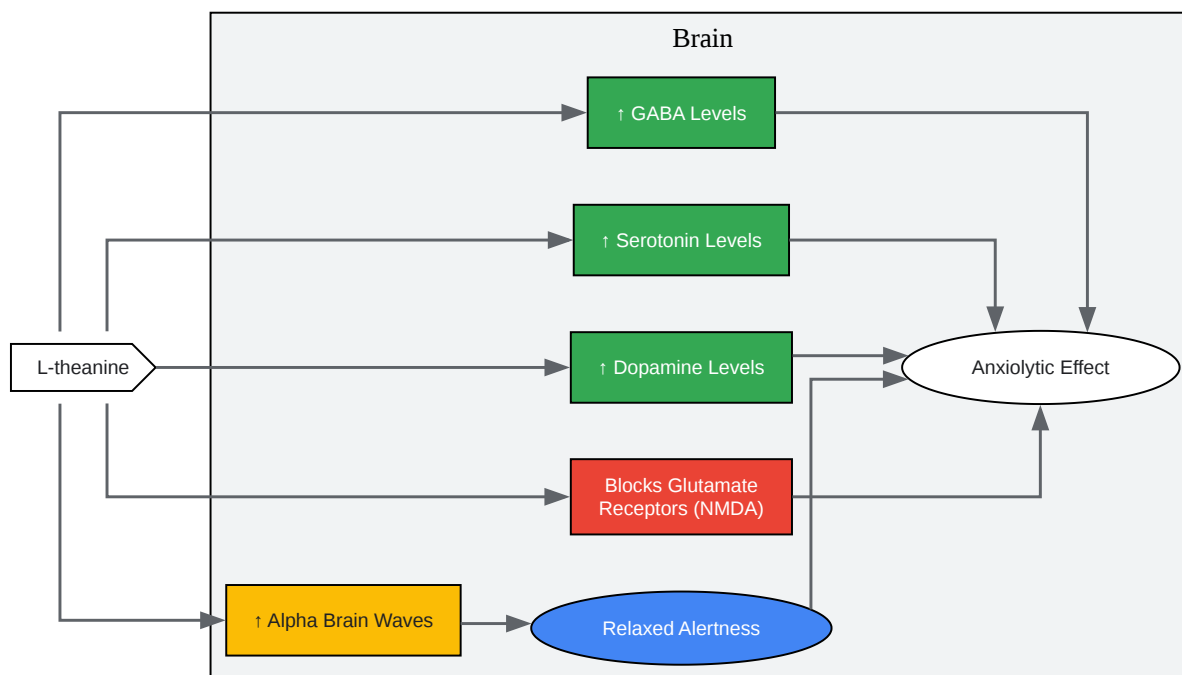 Brain
↑ GABA Levels
↑ Serotonin Levels
L-theanine
↑ Dopamine Levels
Anxiolytic Effect
Blocks Glutamate
Receptors (NMDA)
↑ Alpha Brain Waves
Relaxed Alertness